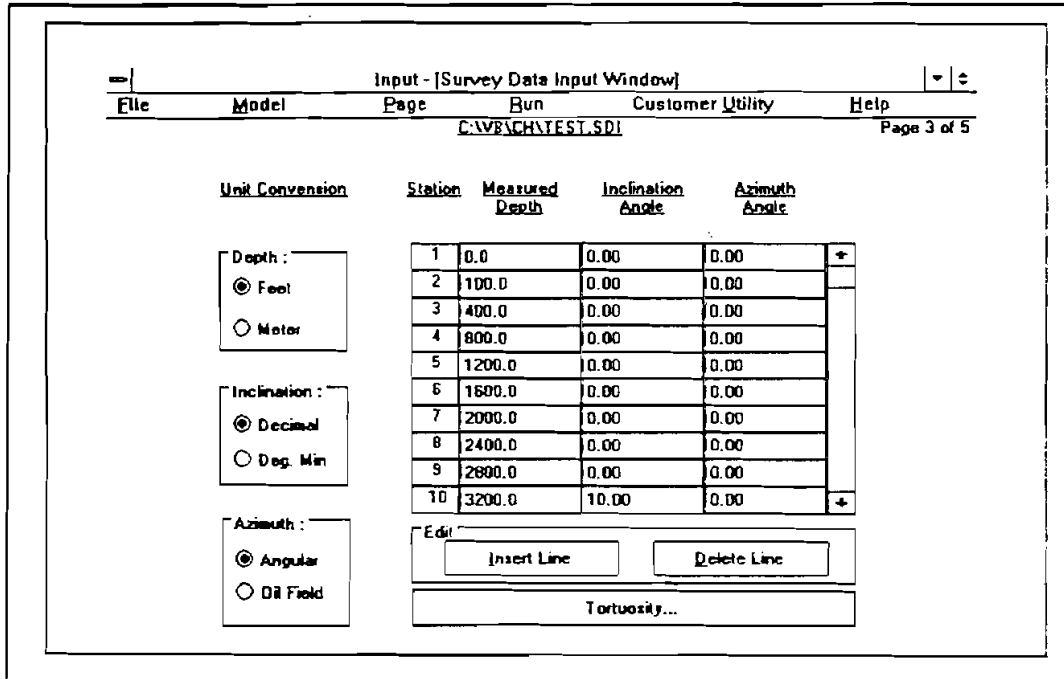 Input - [Survey Data Input Window]
File Model Page Run Customer Utility Help
C:\VB\CH\TEST.SDI Page 3 of 5
Unit Convension Station Measured Depth Inclination Angle Azimuth Angle
Depth :
Feet
Meter
Inclination :
Decimal
Deg. Min
Azimuth :
Angular
Oil Field
1 0.0 0.00 0.00
2 100.0 0.00 0.00
3 400.0 0.00 0.00
4 800.0 0.00 0.00
5 1200.0 0.00 0.00
6 1600.0 0.00 0.00
7 2000.0 0.00 0.00
8 2400.0 0.00 0.00
9 2800.0 0.00 0.00
10 3200.0 10.00 0.00
Edit
Insert Line Delete Line
Tortuosity...